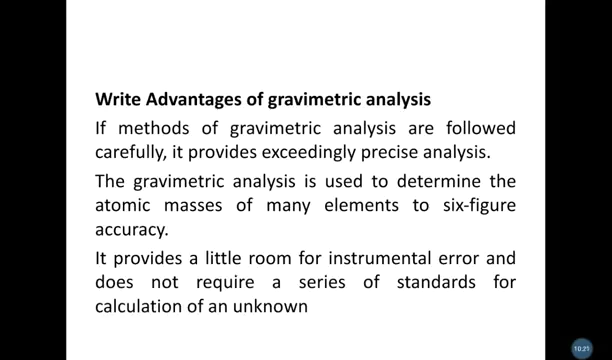 Write Advantages of gravimetric analysis
If methods of gravimetric analysis are followed
carefully, it provides exceedingly precise analysis.
The gravimetric analysis is used to determine the
atomic masses of many elements to six-figure
accuracy.
It provides a little room for instrumental error and
does not require a series of standards for
calculation of an unknown